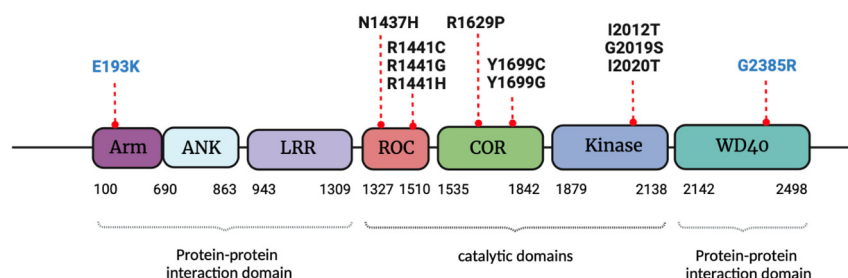 N1437H
R1629P
I2012T
G2019S
I2020T
R1441C
R1441G
R1441H
Y1699C
Y1699G
E193K
G2385R
Arm
ANK
LRR
ROC
COR
Kinase
WD40
100 690 863 943 1309 1327 1510 1535 1842 1879 2138 2142 2498
Protein-protein
interaction domain
catalytic domains
Protein-protein
interaction domain